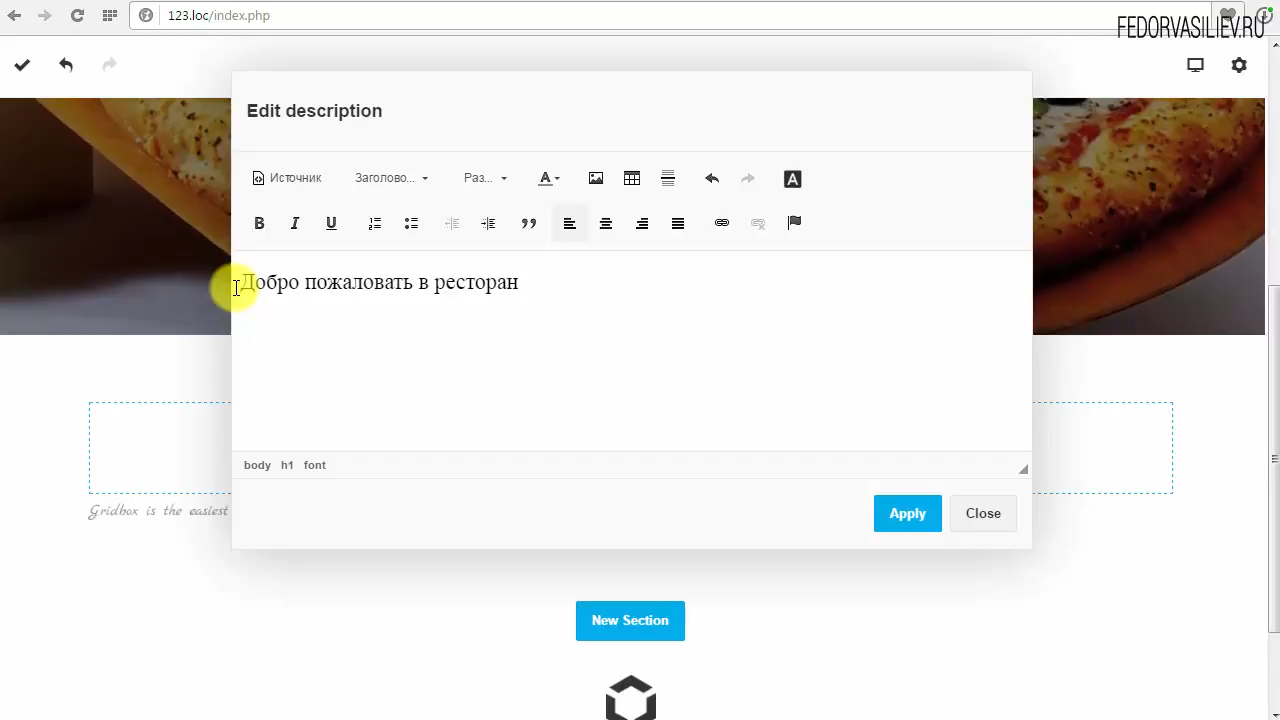 123.loc/index.php
FEDORVASILIEV.RU
Edit description
Источник Заголово... Раз... A A
B I U
Добро пожаловать в ресторан
body h1 font
Apply Close
Gridbox is the easiest
New Section